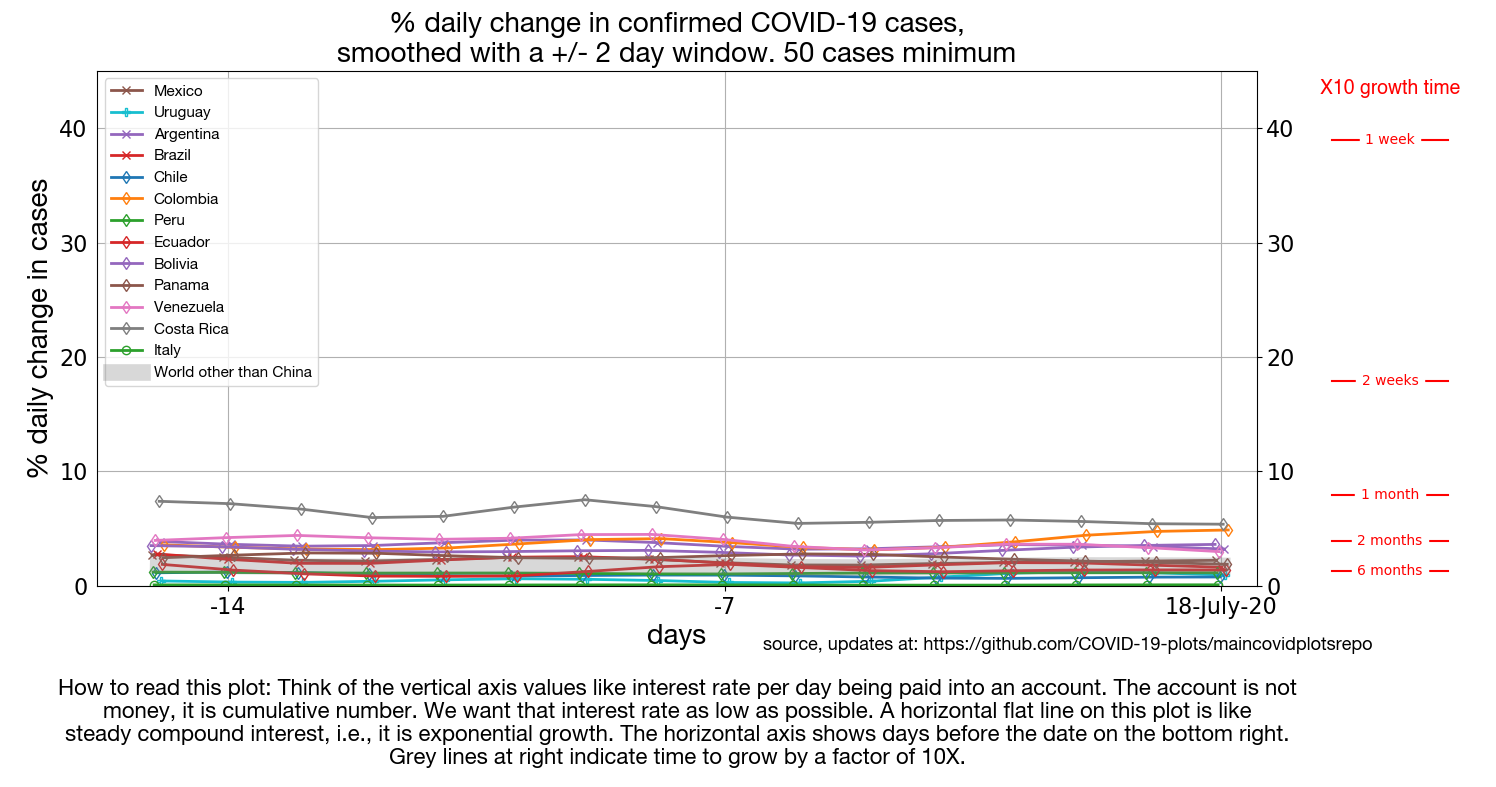 % daily change in confirmed COVID-19 cases,
smoothed with a +/- 2 day window. 50 cases minimum
X10 growth time
Mexico
Uruguay
Argentina
Brazil
Chile
Colombia
Peru
Ecuador
Bolivia
Panama
Venezuela
Costa Rica
Italy
World other than China
% daily change in cases
40
30
20
10
0
40
30
20
10
0
1 week
2 weeks
1 month
2 months
6 months
-14
-7
18-July-20
days
source, updates at: https://github.com/COVID-19-plots/maincovidplotsrepo
How to read this plot: Think of the vertical axis values like interest rate per day being paid into an account. The account is not
money, it is cumulative number. We want that interest rate as low as possible. A horizontal flat line on this plot is like
steady compound interest, i.e., it is exponential growth. The horizontal axis shows days before the date on the bottom right.
Grey lines at right indicate time to grow by a factor of 10X.